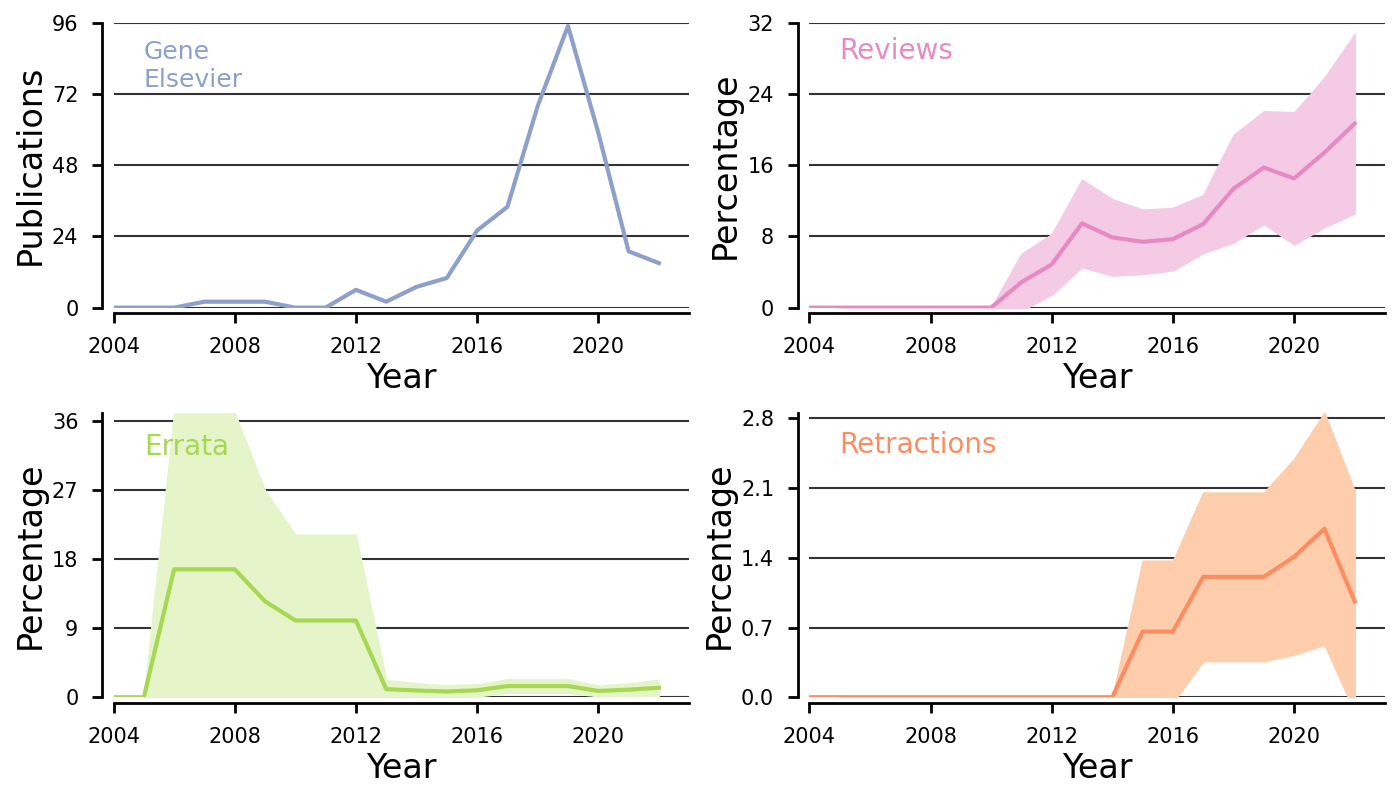 96
72
48
24
0
Publications
Gene
Elsevier
2004 2008 2012 2016 2020
Year
32
24
16
8
0
Percentage
Reviews
2004 2008 2012 2016 2020
Year
36
27
18
9
0
Percentage
Errata
2004 2008 2012 2016 2020
Year
2.8
2.1
1.4
0.7
0.0
Percentage
Retractions
2004 2008 2012 2016 2020
Year